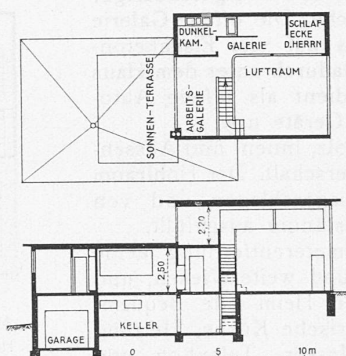 DUNKEL-
KAM.
GALERIE
SCHLAF-
ECKE
D.HERRN
LUFTRAUM
SONNEN-TERRASSE
ARBEITS-
GALERIE
2,20
2,50
GARAGE
KELLER
0 5 10 m